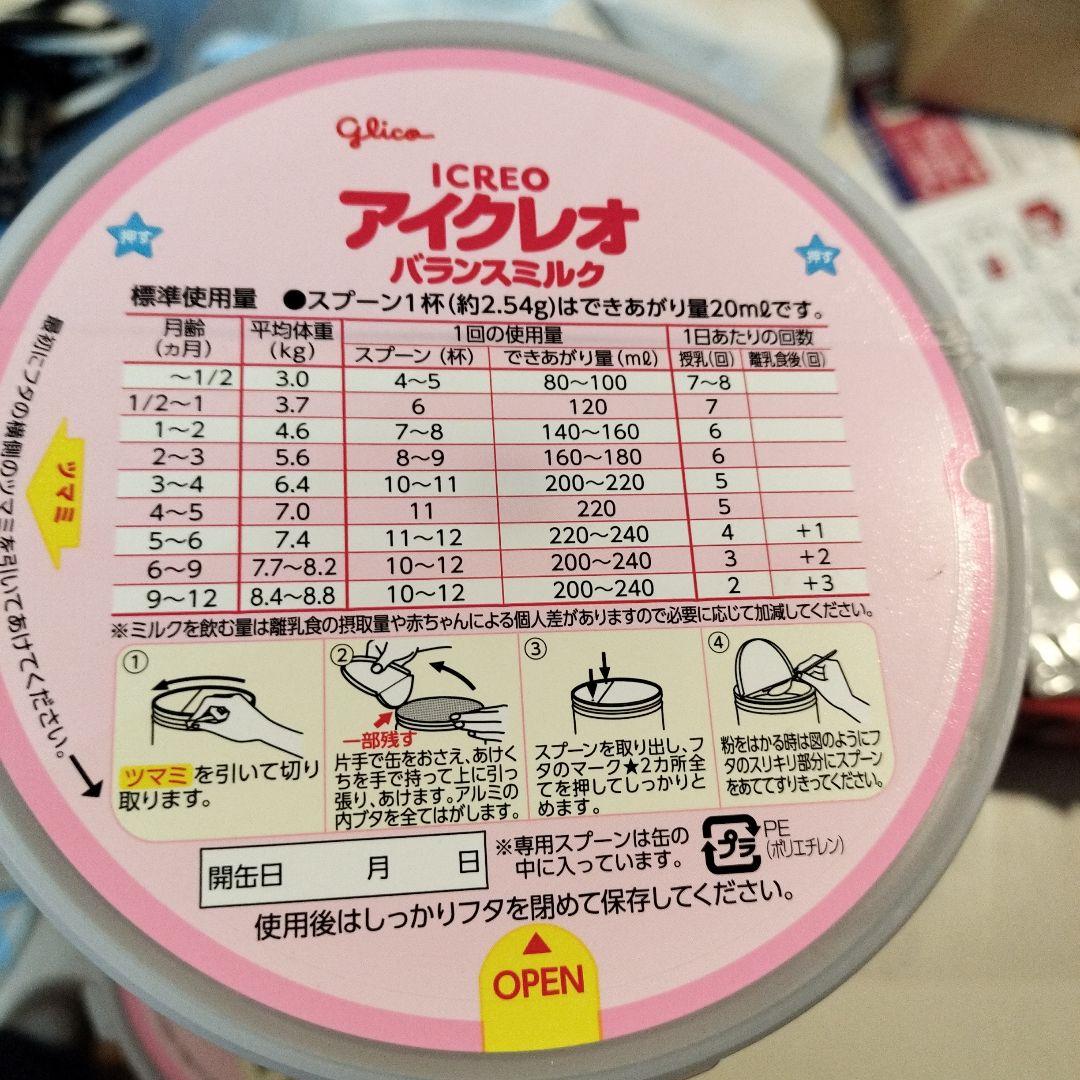 glico
ICREO
アイクレオ
バランスミルク
押す
押す
標準使用量 ●スプーン1杯(約2.54g)はできあがり量20mℓです。
月齢(ヵ月) 平均体重(kg) 1回の使用量 1日あたりの回数
スプーン(杯) できあがり量(mℓ) 授乳(回) 離乳食後(回)
～1/2 3.0 4～5 80～100 7～8
1/2～1 3.7 6 120 7
1～2 4.6 7～8 140～160 6
2～3 5.6 8～9 160～180 6
3～4 6.4 10～11 200～220 5
4～5 7.0 11 220 5
5～6 7.4 11～12 220～240 4 +1
6～9 7.7～8.2 10～12 200～240 3 +2
9～12 8.4～8.8 10～12 200～240 2 +3
※ミルクを飲む量は離乳食の摂取量や赤ちゃんによる個人差がありますので必要に応じて加減してください。
最初にフタの横側のツマミを引いてあけてください。
ツマミ
①
ツマミを引いて切り
取ります。
②
一部残す
片手で缶をおさえ、あけく
ちを手で持って上に引っ
張り、あけます。アルミの
内ブタを全てはがします。
③
スプーンを取り出し、フ
タのマーク★2カ所全
てを押してしっかりと
めます。
④
粉をはかる時は図のようにフ
タのスリキリ部分にスプーン
をあててすりきってください。
開缶日 月 日
※専用スプーンは缶の
中に入っています。
プラ
PE
(ポリエチレン)
使用後はしっかりフタを閉めて保存してください。
OPEN